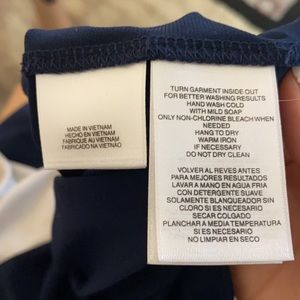 MADE IN VIETNAM
HECHO EN VIETNAM
FABRIQUÉ AU VIETNAM
FABRICADO NA VIETNÃO
TURN GARMENT INSIDE OUT
FOR BETTER WASHING RESULTS
HAND WASH COLD
WITH MILD SOAP
ONLY NON-CHLORINE BLEACH WHEN
NEEDED
HANG TO DRY
WARM IRON
IF NECESSARY
DO NOT DRY CLEAN
VOLVER AL REVES ANTES
PARA MEJORES RESULTADOS
LAVAR A MANO EN AGUA FRIA
CON DETERGENTE SUAVE
SOLAMENTE BLANQUEADOR SIN
CLORO SI ES NECESARIO
SECAR COLGADO
PLANCHAR A MEDIA TEMPERATURA
SI ES NECESARIO
NO LIMPIAR EN SECO